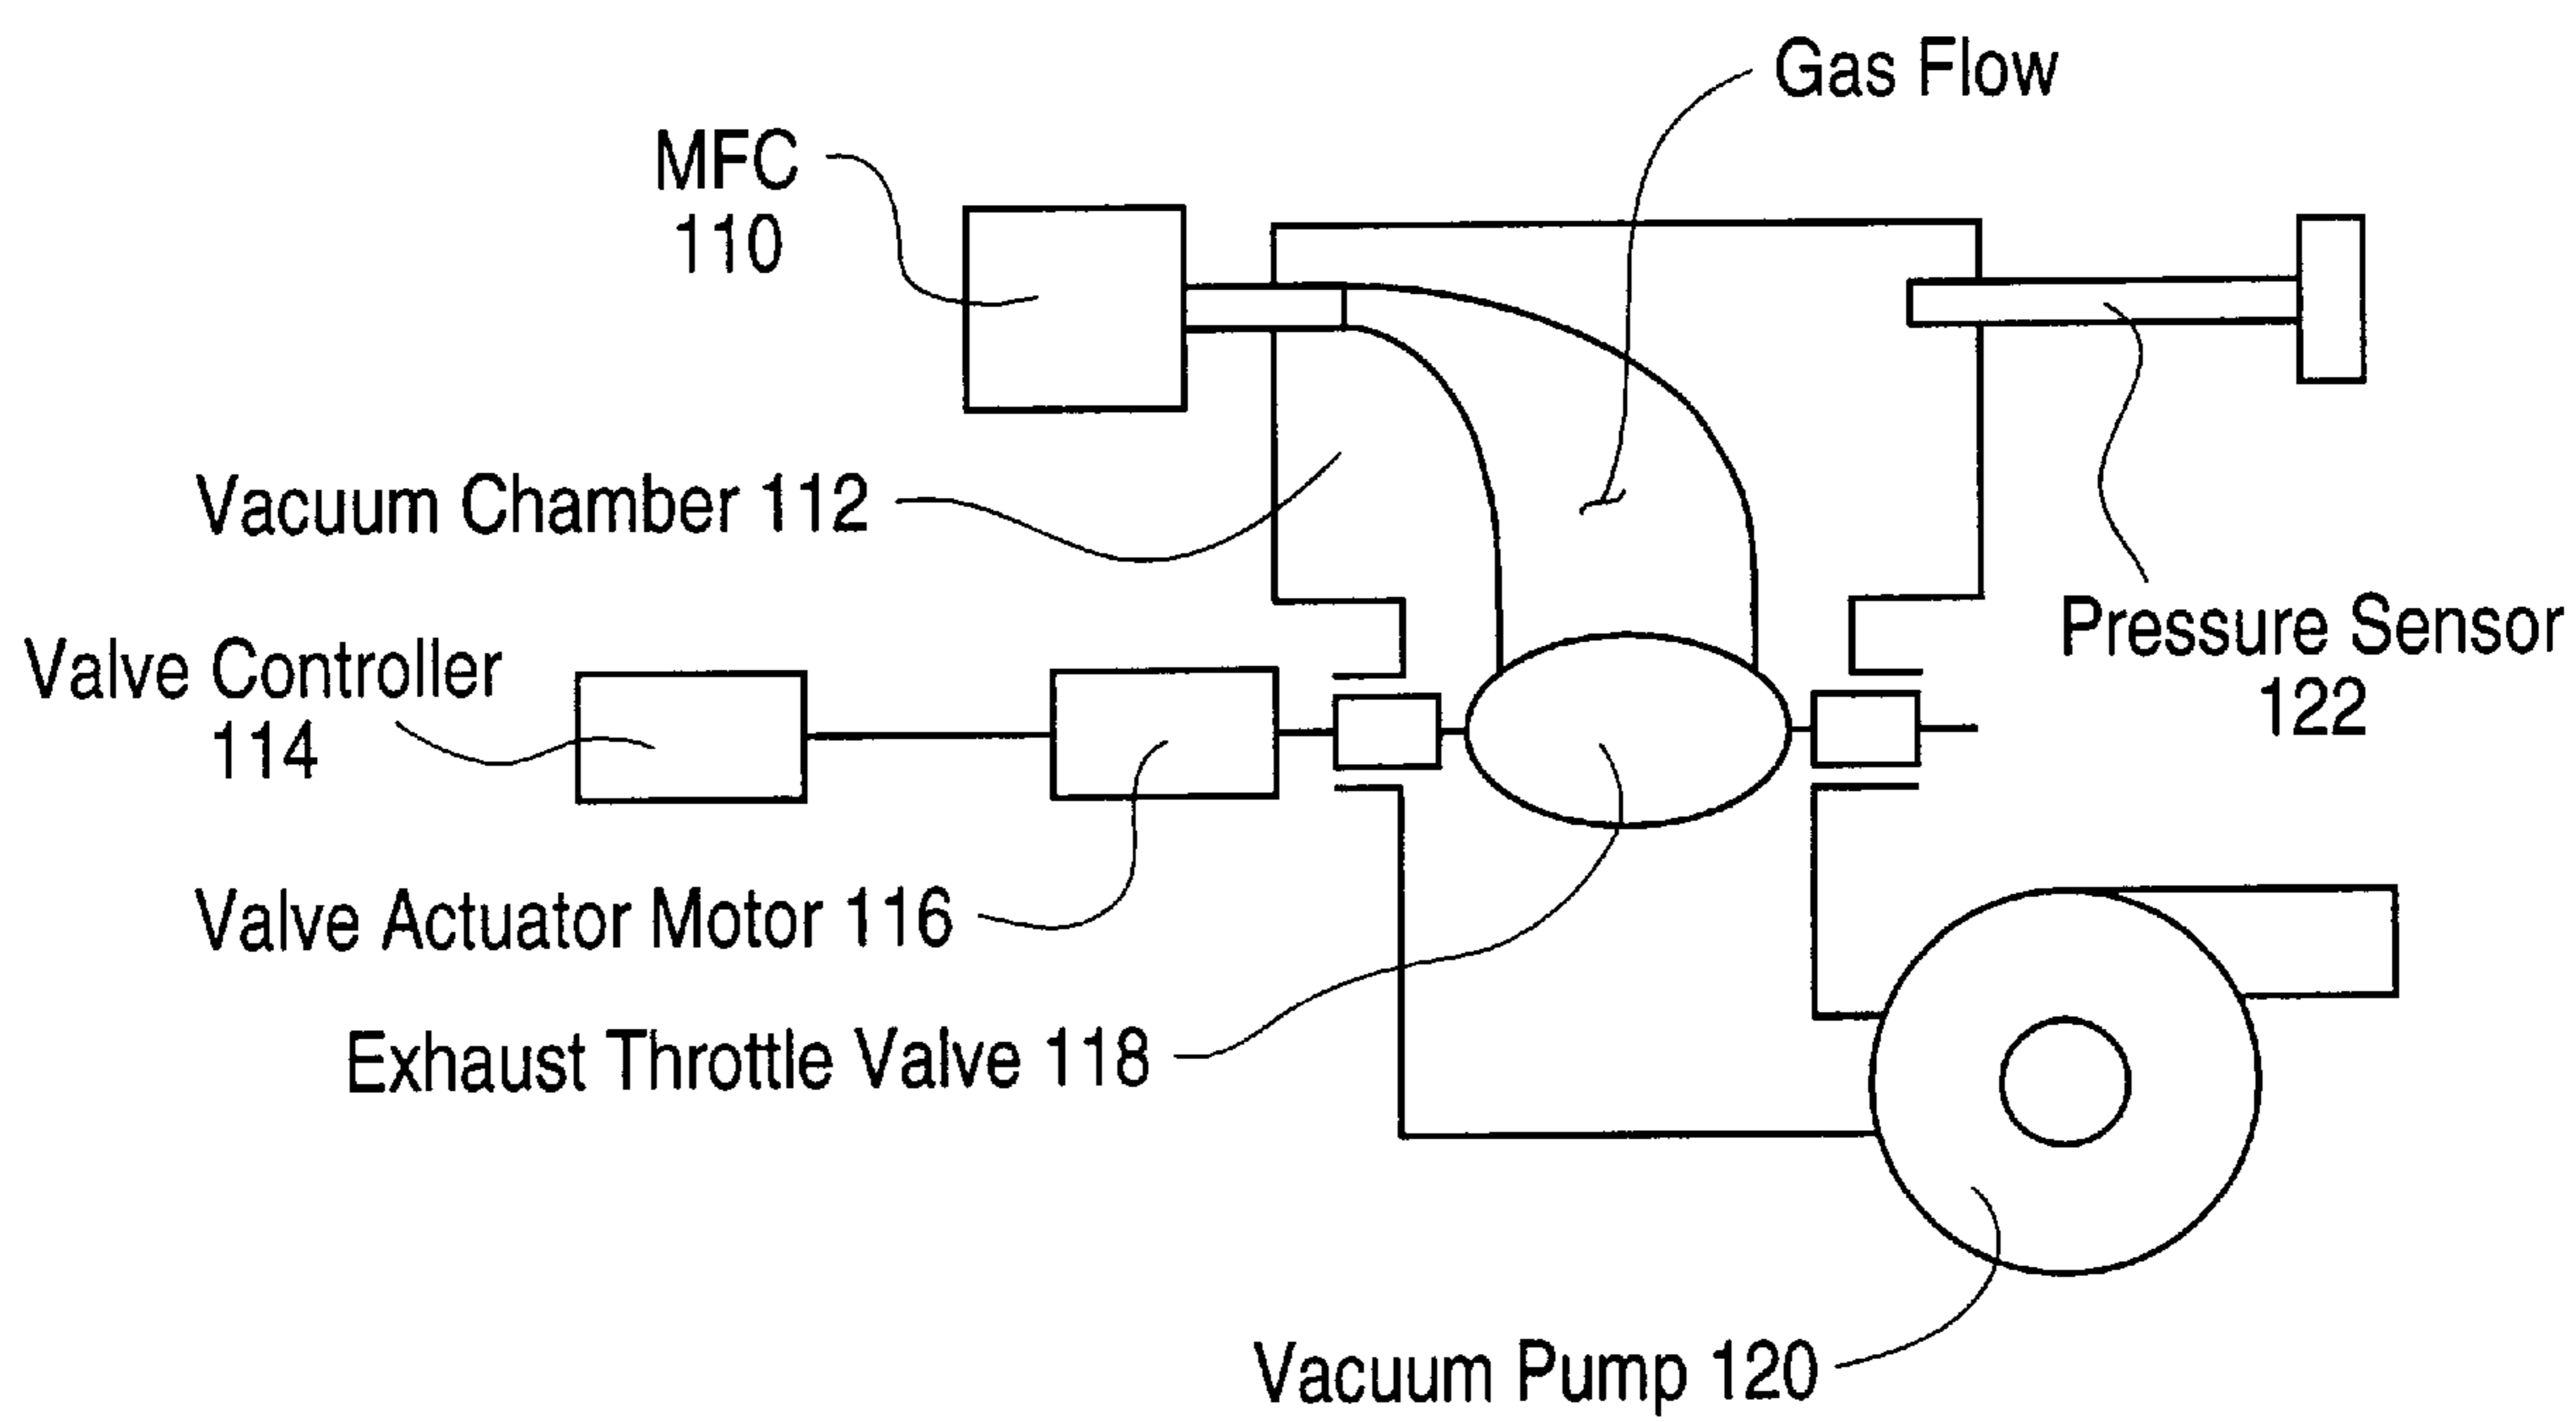 Gas Flow
MFC
110
Vacuum Chamber 112
Valve Controller
114
Pressure Sensor
122
Valve Actuator Motor 116
Exhaust Throttle Valve 118
Vacuum Pump 120